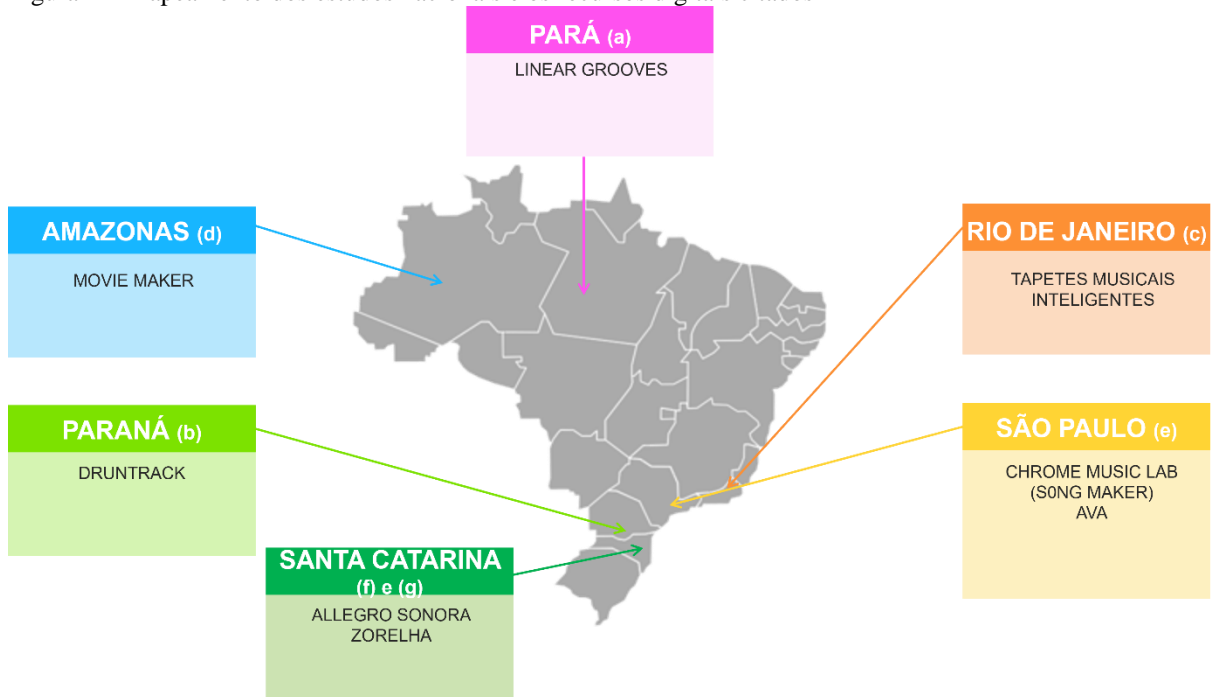 PARÁ (a)
LINEAR GROOVES
AMAZONAS (d)
MOVIE MAKER
RIO DE JANEIRO (c)
TAPETES MUSICAIS
INTELIGENTES
PARANÁ (b)
DRUNTRACK
SÃO PAULO (e)
CHROME MUSIC LAB
(S0NG MAKER)
AVA
SANTA CATARINA
(f) e (g)
ALLEGRO SONORA
ZORELHA